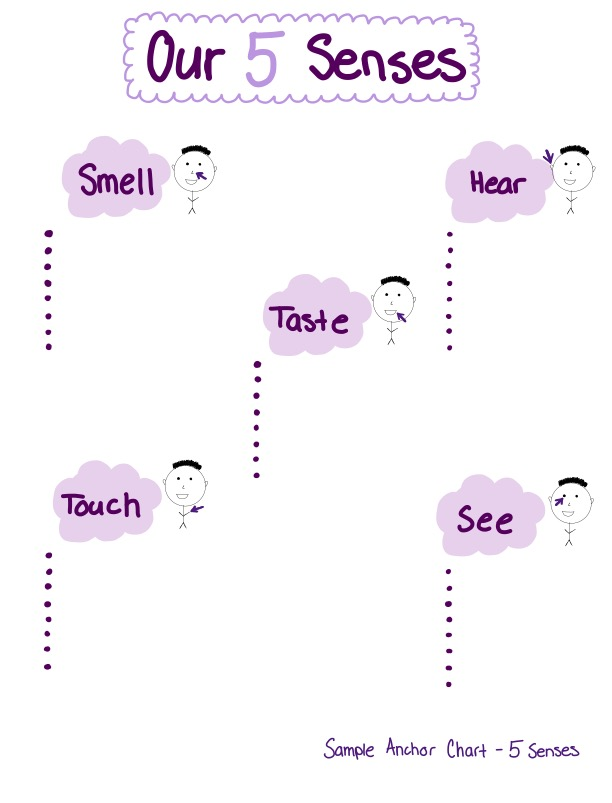 Our 5 Senses
Smell
Hear
Taste
Touch
See
Sample Anchor Chart - 5 Senses